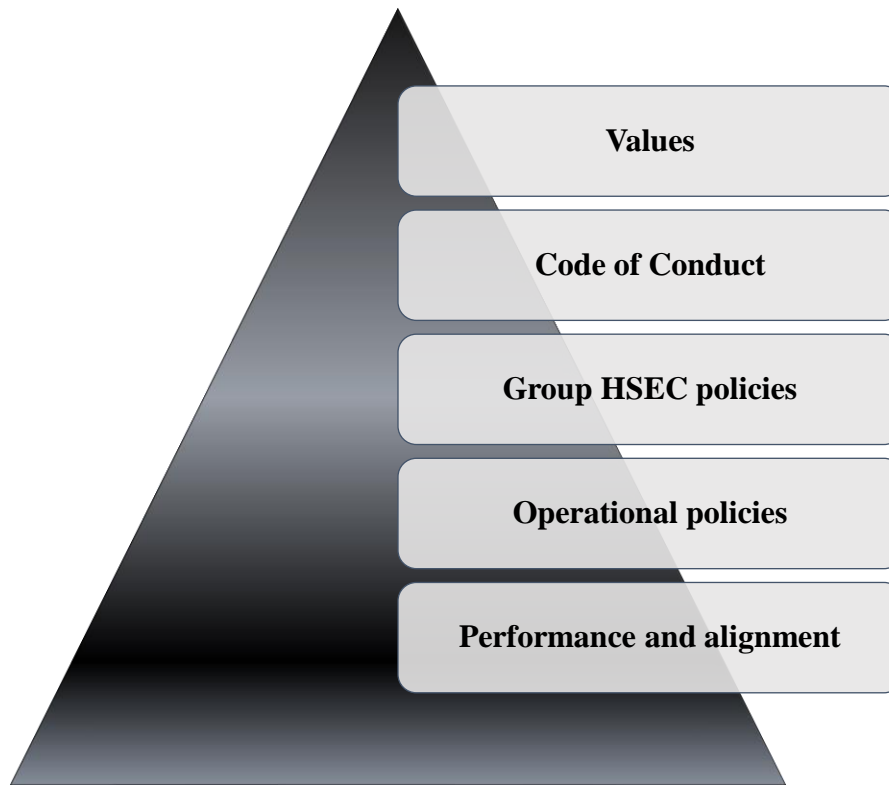 Values
Code of Conduct
Group HSEC policies
Operational policies
Performance and alignment